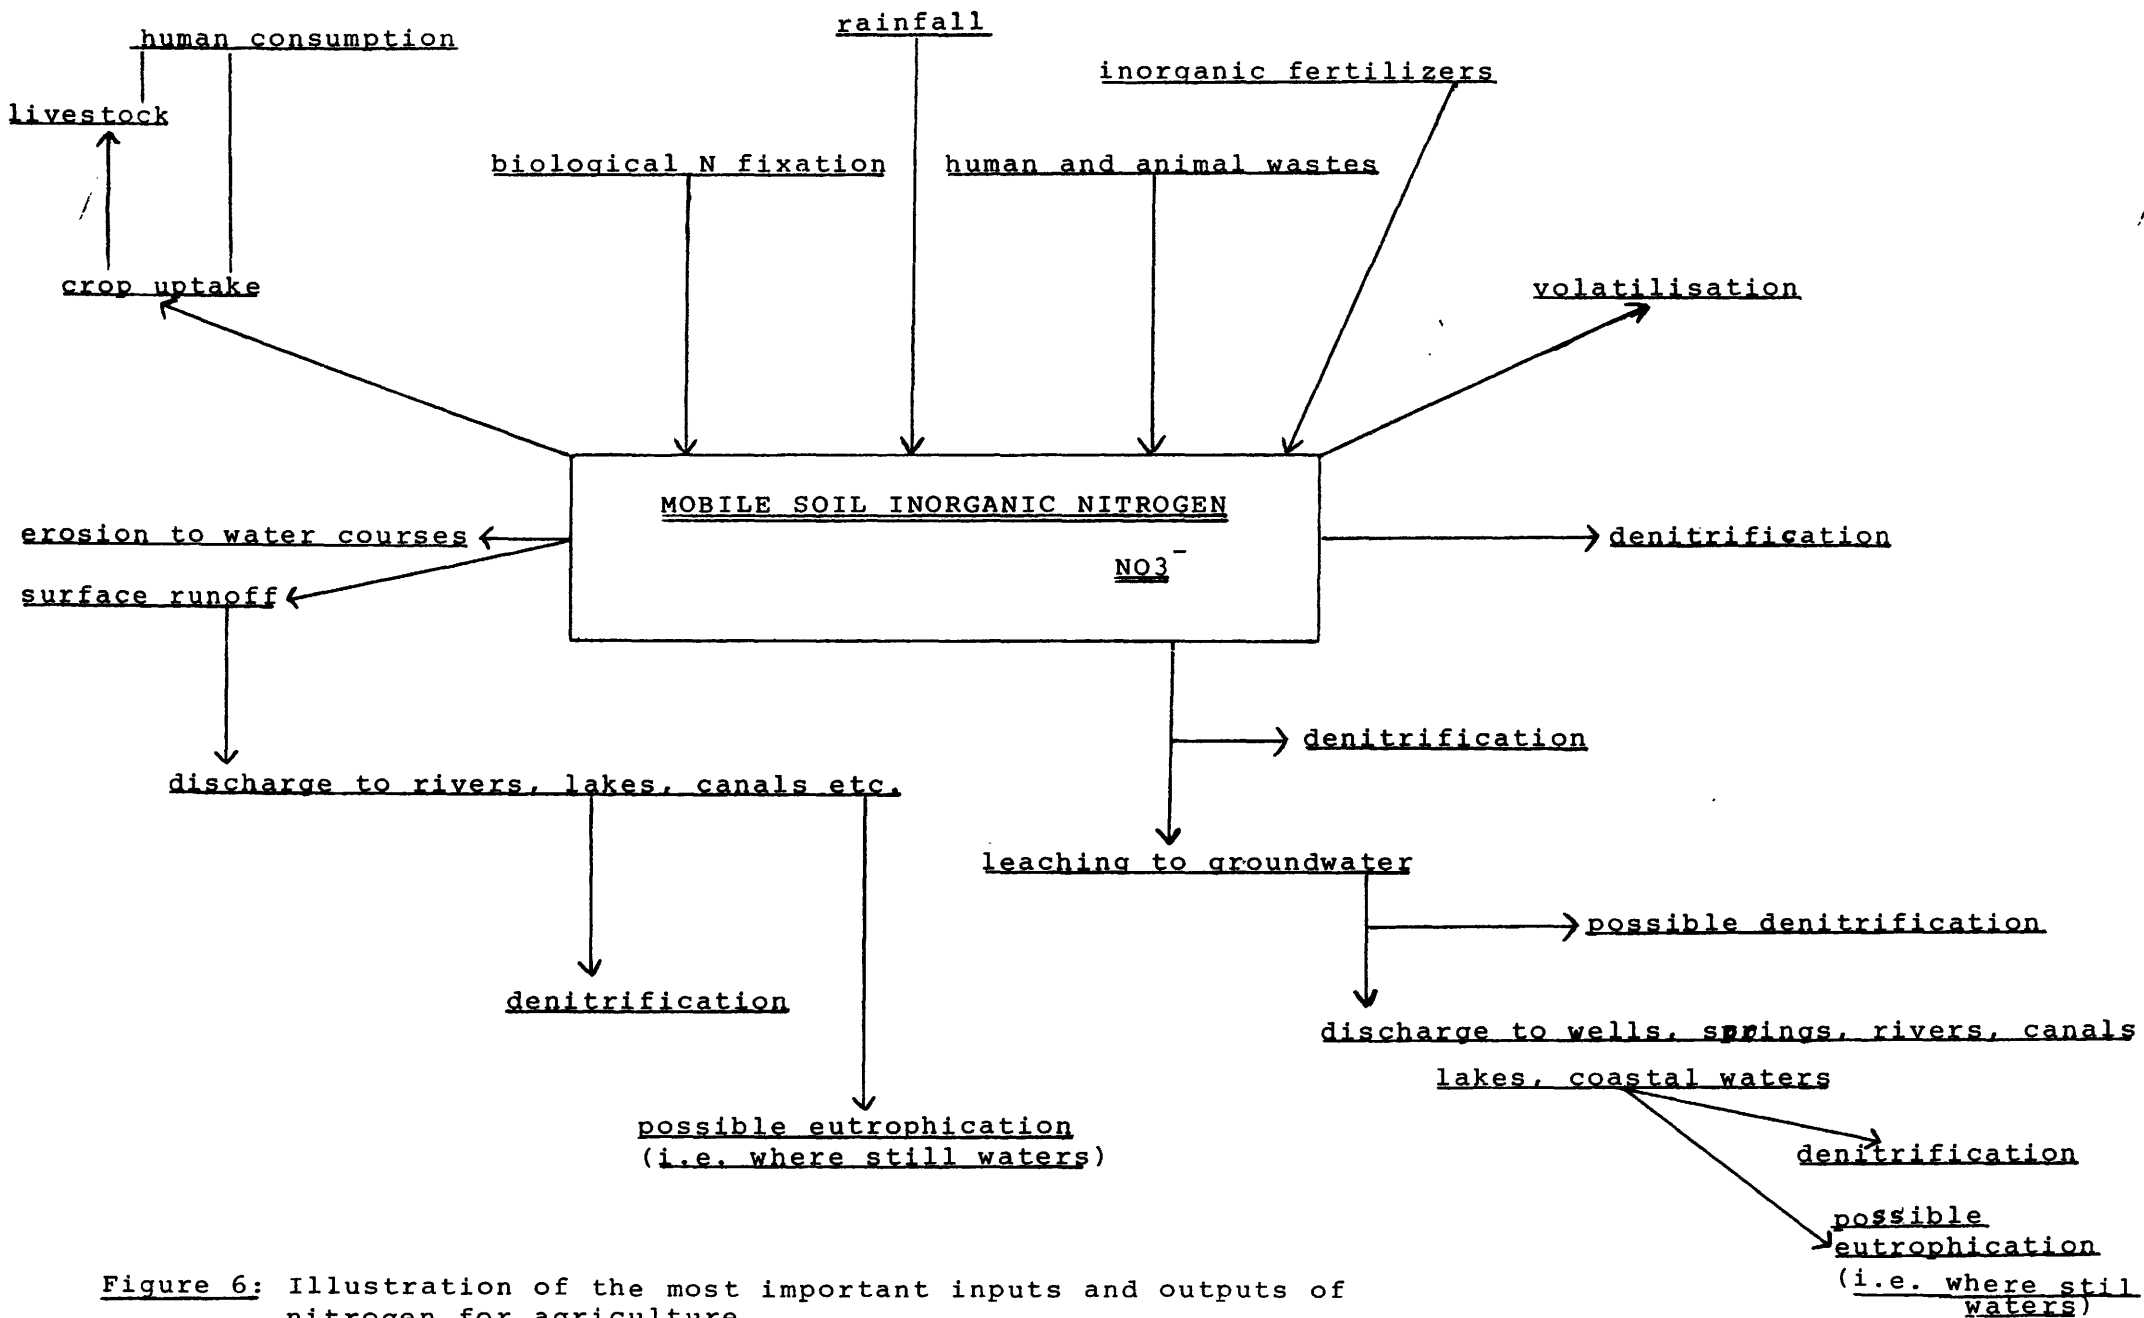 rainfall
human consumption
inorganic fertilizers
livestock
biological N fixation
human and animal wastes
crop uptake
volatilisation
MOBILE SOIL INORGANIC NITROGEN
erosion to water courses
denitrification
NO3⁻
surface runoff
denitrification
discharge to rivers, lakes, canals etc.
leaching to groundwater
possible denitrification
denitrification
discharge to wells, springs, rivers, canals
lakes, coastal waters
possible eutrophication
(i.e. where still waters)
denitrification
possible
eutrophication
(i.e. where stil
waters)
Figure 6: Illustration of the most important inputs and outputs of
nitrogen for agriculture